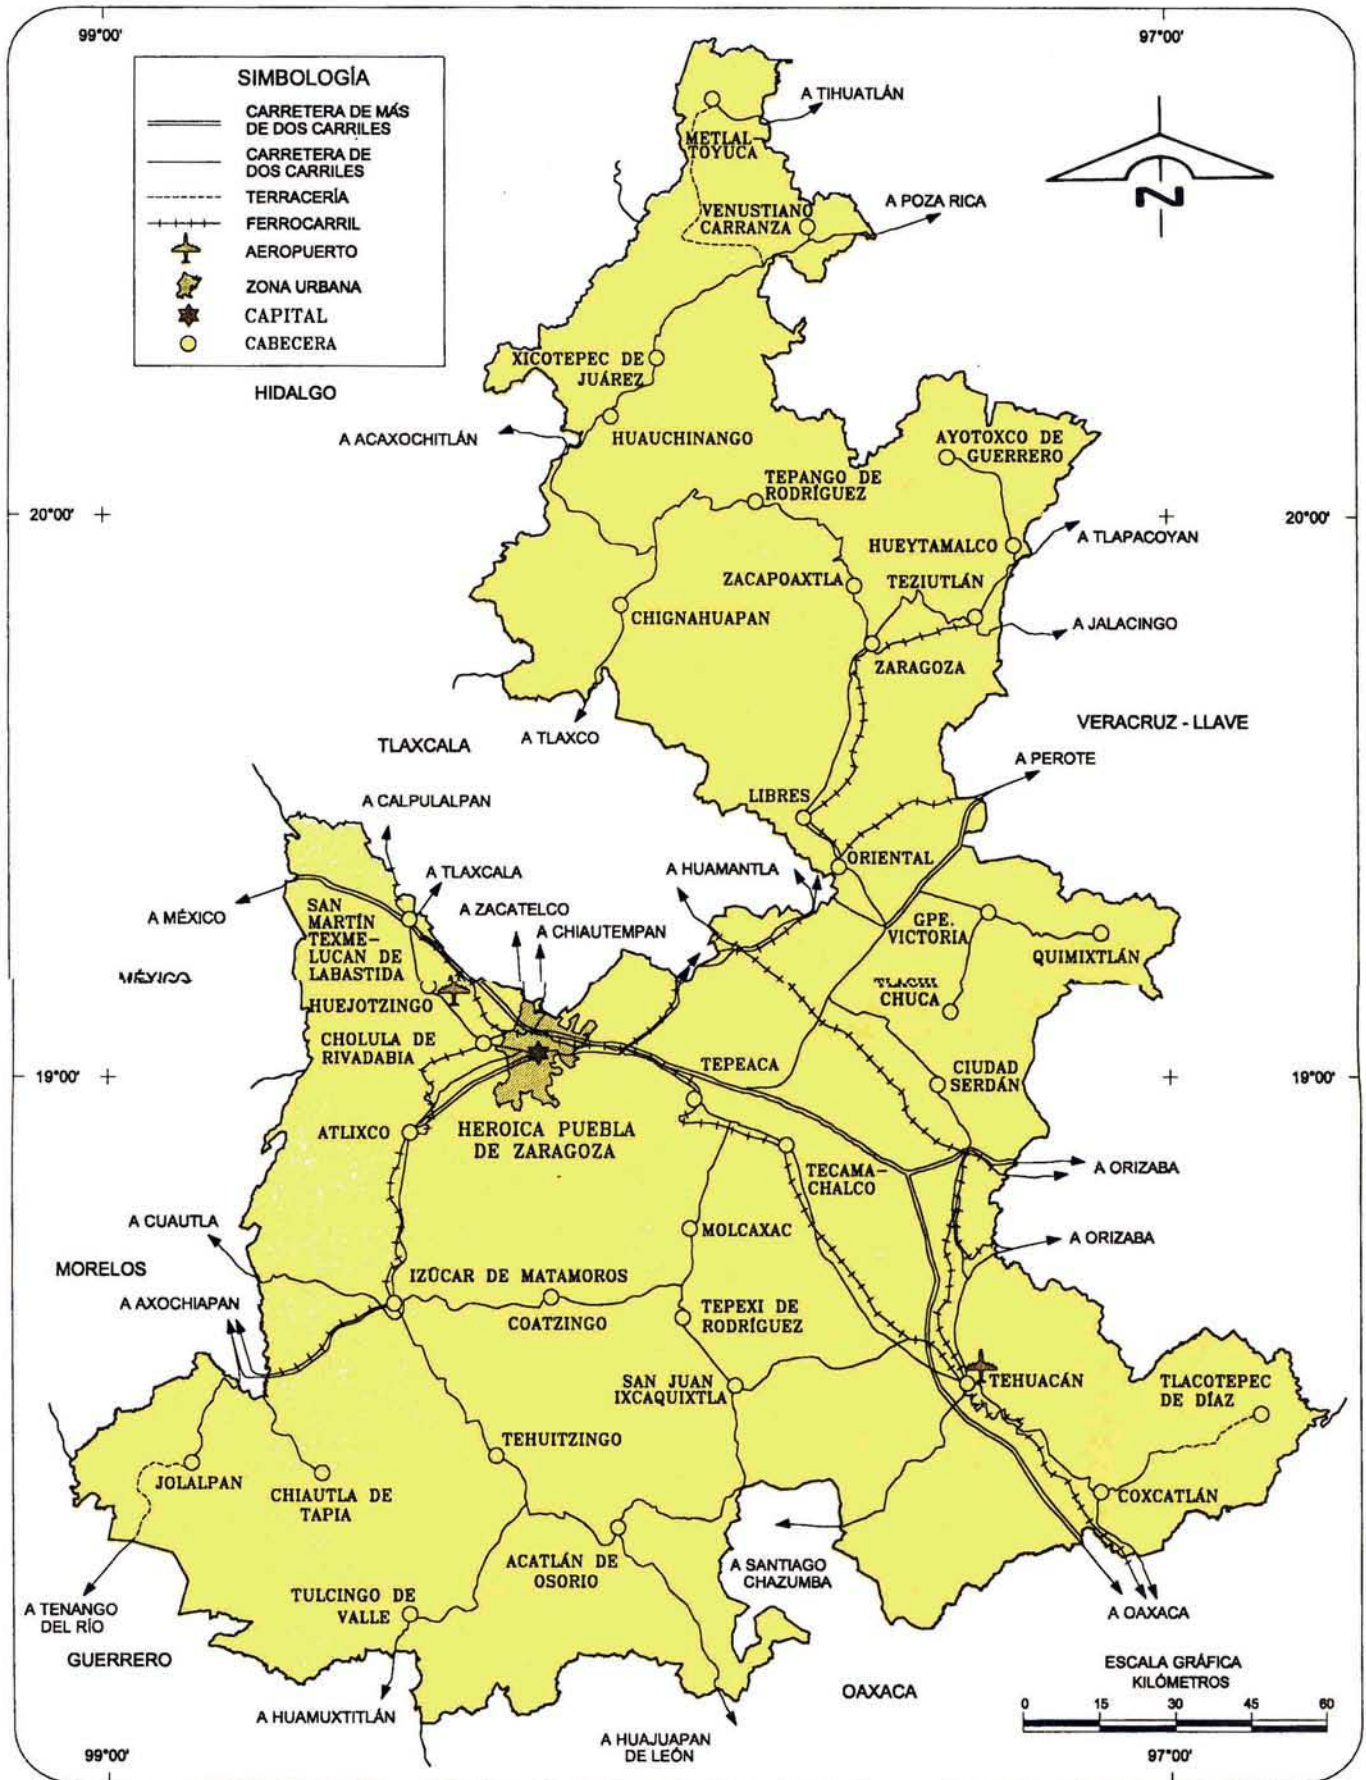 99°00'
97°00'
SIMBOLOGÍA
CARRETERA DE MÁS
DE DOS CARRILES
CARRETERA DE
DOS CARRILES
TERRACERÍA
FERROCARRIL
AEROPUERTO
ZONA URBANA
CAPITAL
CABECERA
A TIHUATLÁN
METLAL-
TOYUCA
N
A POZA RICA
VENUSTIANO
CARRANZA
XICOTEPEC DE
JUÁREZ
HIDALGO
A ACAXOCHITLÁN
HUAUCHINANGO
AYOTOXCO DE
GUERRERO
TEPANGO DE
RODRÍGUEZ
20°00'
20°00'
HUEYTAMALCO
A TLAPACOYAN
ZACAPOAXTLA
TEZIUTLÁN
CHIGNAHUAPAN
A JALACINGO
ZARAGOZA
A TLAXCO
VERACRUZ - LLAVE
TLAXCALA
A PEROTE
A CALPULALPAN
LIBRES
ORIENTAL
A TLAXCALA
A HUAMANTLA
A MÉXICO
SAN
MARTÍN
TEXME-
LUCAN DE
LABASTIDA
A ZACATELCO
A CHIAUTEMPAN
GPE.
VICTORIA
QUIMIXTLÁN
MÉXICO
HUEJOTZINGO
CHUCA
CHOLULA DE
RIVADABIA
TEPEACA
CIUDAD
SERDÁN
19°00'
19°00'
ATLIXCO
HEROICA PUEBLA
DE ZARAGOZA
TECAMA-
CHALCO
A ORIZABA
A CUAUTLA
MOLCAXAC
A ORIZABA
MORELOS
IZÚCAR DE MATAMOROS
A AXOCHIAPAN
COATZINGO
TEPEXI DE
RODRÍGUEZ
SAN JUAN
IXCAQUIXTLA
TEHUACÁN
TLACOTEPEC
DE DÍAZ
TEHUITZINGO
JOLALPAN
CHIAUTLA DE
TAPIA
COXCATLÁN
ACATLÁN DE
OSORIO
A SANTIAGO
CHAZUMBA
TULCINGO DE
VALLE
A TENANGO
DEL RÍO
A OAXACA
GUERRERO
ESCALA GRÁFICA
KILÓMETROS
0 15 30 45 60
OAXACA
A HUAMUXTITLÁN
A HUAJUAPAN
DE LEÓN
99°00'
97°00'